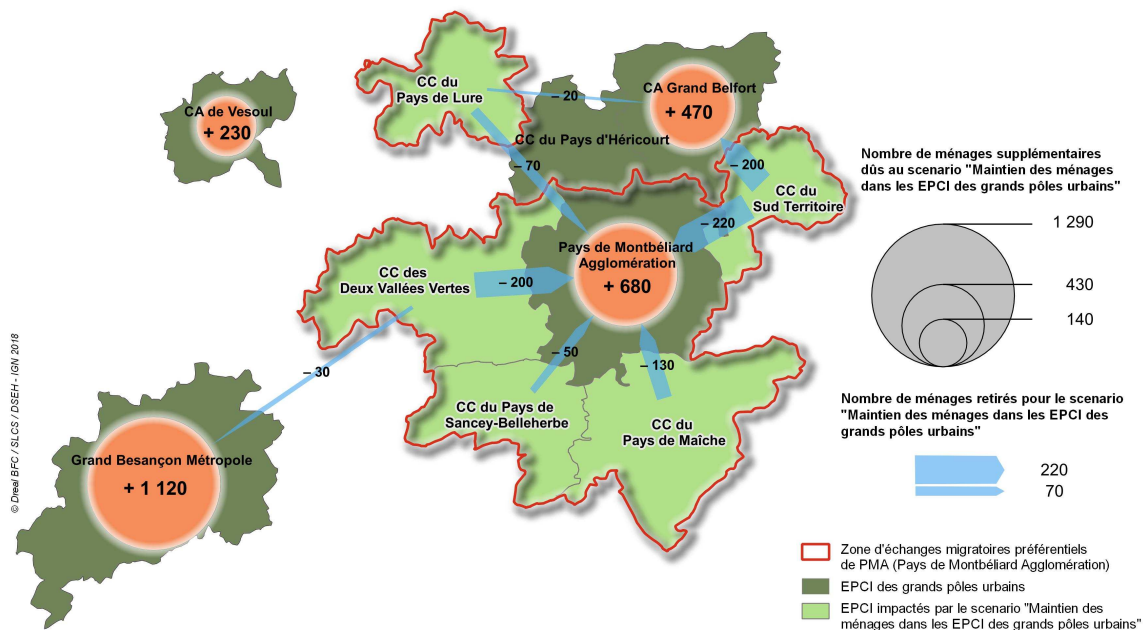 CC du
Pays de Lure
– 20
CA Grand Belfort
+ 470
CA de Vesoul
+ 230
CC du Pays d'Héricourt
– 70
– 200
CC du
Sud Territoire
– 220
Pays de Montbéliard
Agglomération
+ 680
CC des
Deux Vallées Vertes
– 200
– 30
– 50
– 130
CC du Pays de
Sancey-Belleherbe
CC du
Pays de Maîche
Grand Besançon Métropole
+ 1 120
© Dreal BFC / SLCS / DSEH - IGN 2018
Nombre de ménages supplémentaires
dûs au scenario "Maintien des ménages
dans les EPCI des grands pôles urbains"
1 290
430
140
Nombre de ménages retirés pour le scenario
"Maintien des ménages dans les EPCI des
grands pôles urbains"
220
70
Zone d'échanges migratoires préférentiels
de PMA (Pays de Montbéliard Agglomération)
EPCI des grands pôles urbains
EPCI impactés par le scenario "Maintien des
ménages dans les EPCI des grands pôles urbains"